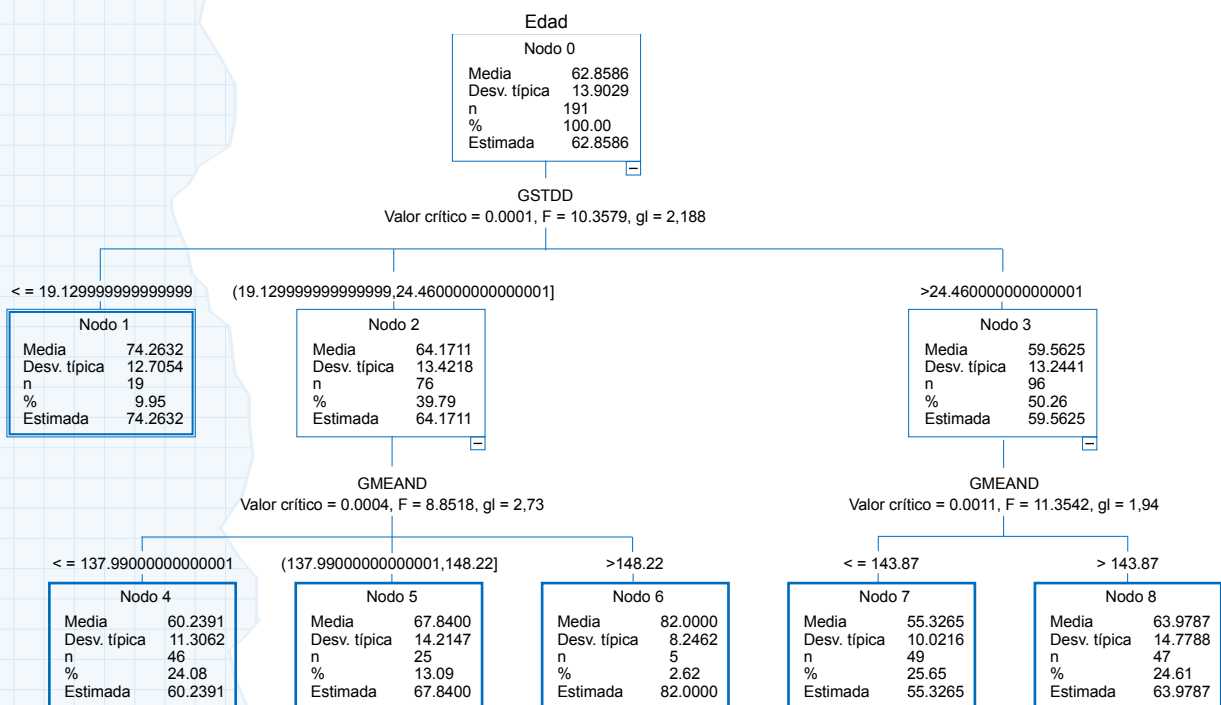 Edad
Nodo 0
Media 62.8586
Desv. típica 13.9029
n 191
% 100.00
Estimada 62.8586
GSTDD
Valor crítico = 0.0001, F = 10.3579, gl = 2,188
< = 19.129999999999999
(19.129999999999999,24.460000000000001]
>24.460000000000001
Nodo 1
Media 74.2632
Desv. típica 12.7054
n 19
% 9.95
Estimada 74.2632
Nodo 2
Media 64.1711
Desv. típica 13.4218
n 76
% 39.79
Estimada 64.1711
Nodo 3
Media 59.5625
Desv. típica 13.2441
n 96
% 50.26
Estimada 59.5625
GMEAND
Valor crítico = 0.0004, F = 8.8518, gl = 2,73
GMEAND
Valor crítico = 0.0011, F = 11.3542, gl = 1,94
< = 137.99000000000001
(137.99000000000001,148.22]
>148.22
< = 143.87
> 143.87
Nodo 4
Media 60.2391
Desv. típica 11.3062
n 46
% 24.08
Estimada 60.2391
Nodo 5
Media 67.8400
Desv. típica 14.2147
n 25
% 13.09
Estimada 67.8400
Nodo 6
Media 82.0000
Desv. típica 8.2462
n 5
% 2.62
Estimada 82.0000
Nodo 7
Media 55.3265
Desv. típica 10.0216
n 49
% 25.65
Estimada 55.3265
Nodo 8
Media 63.9787
Desv. típica 14.7788
n 47
% 24.61
Estimada 63.9787